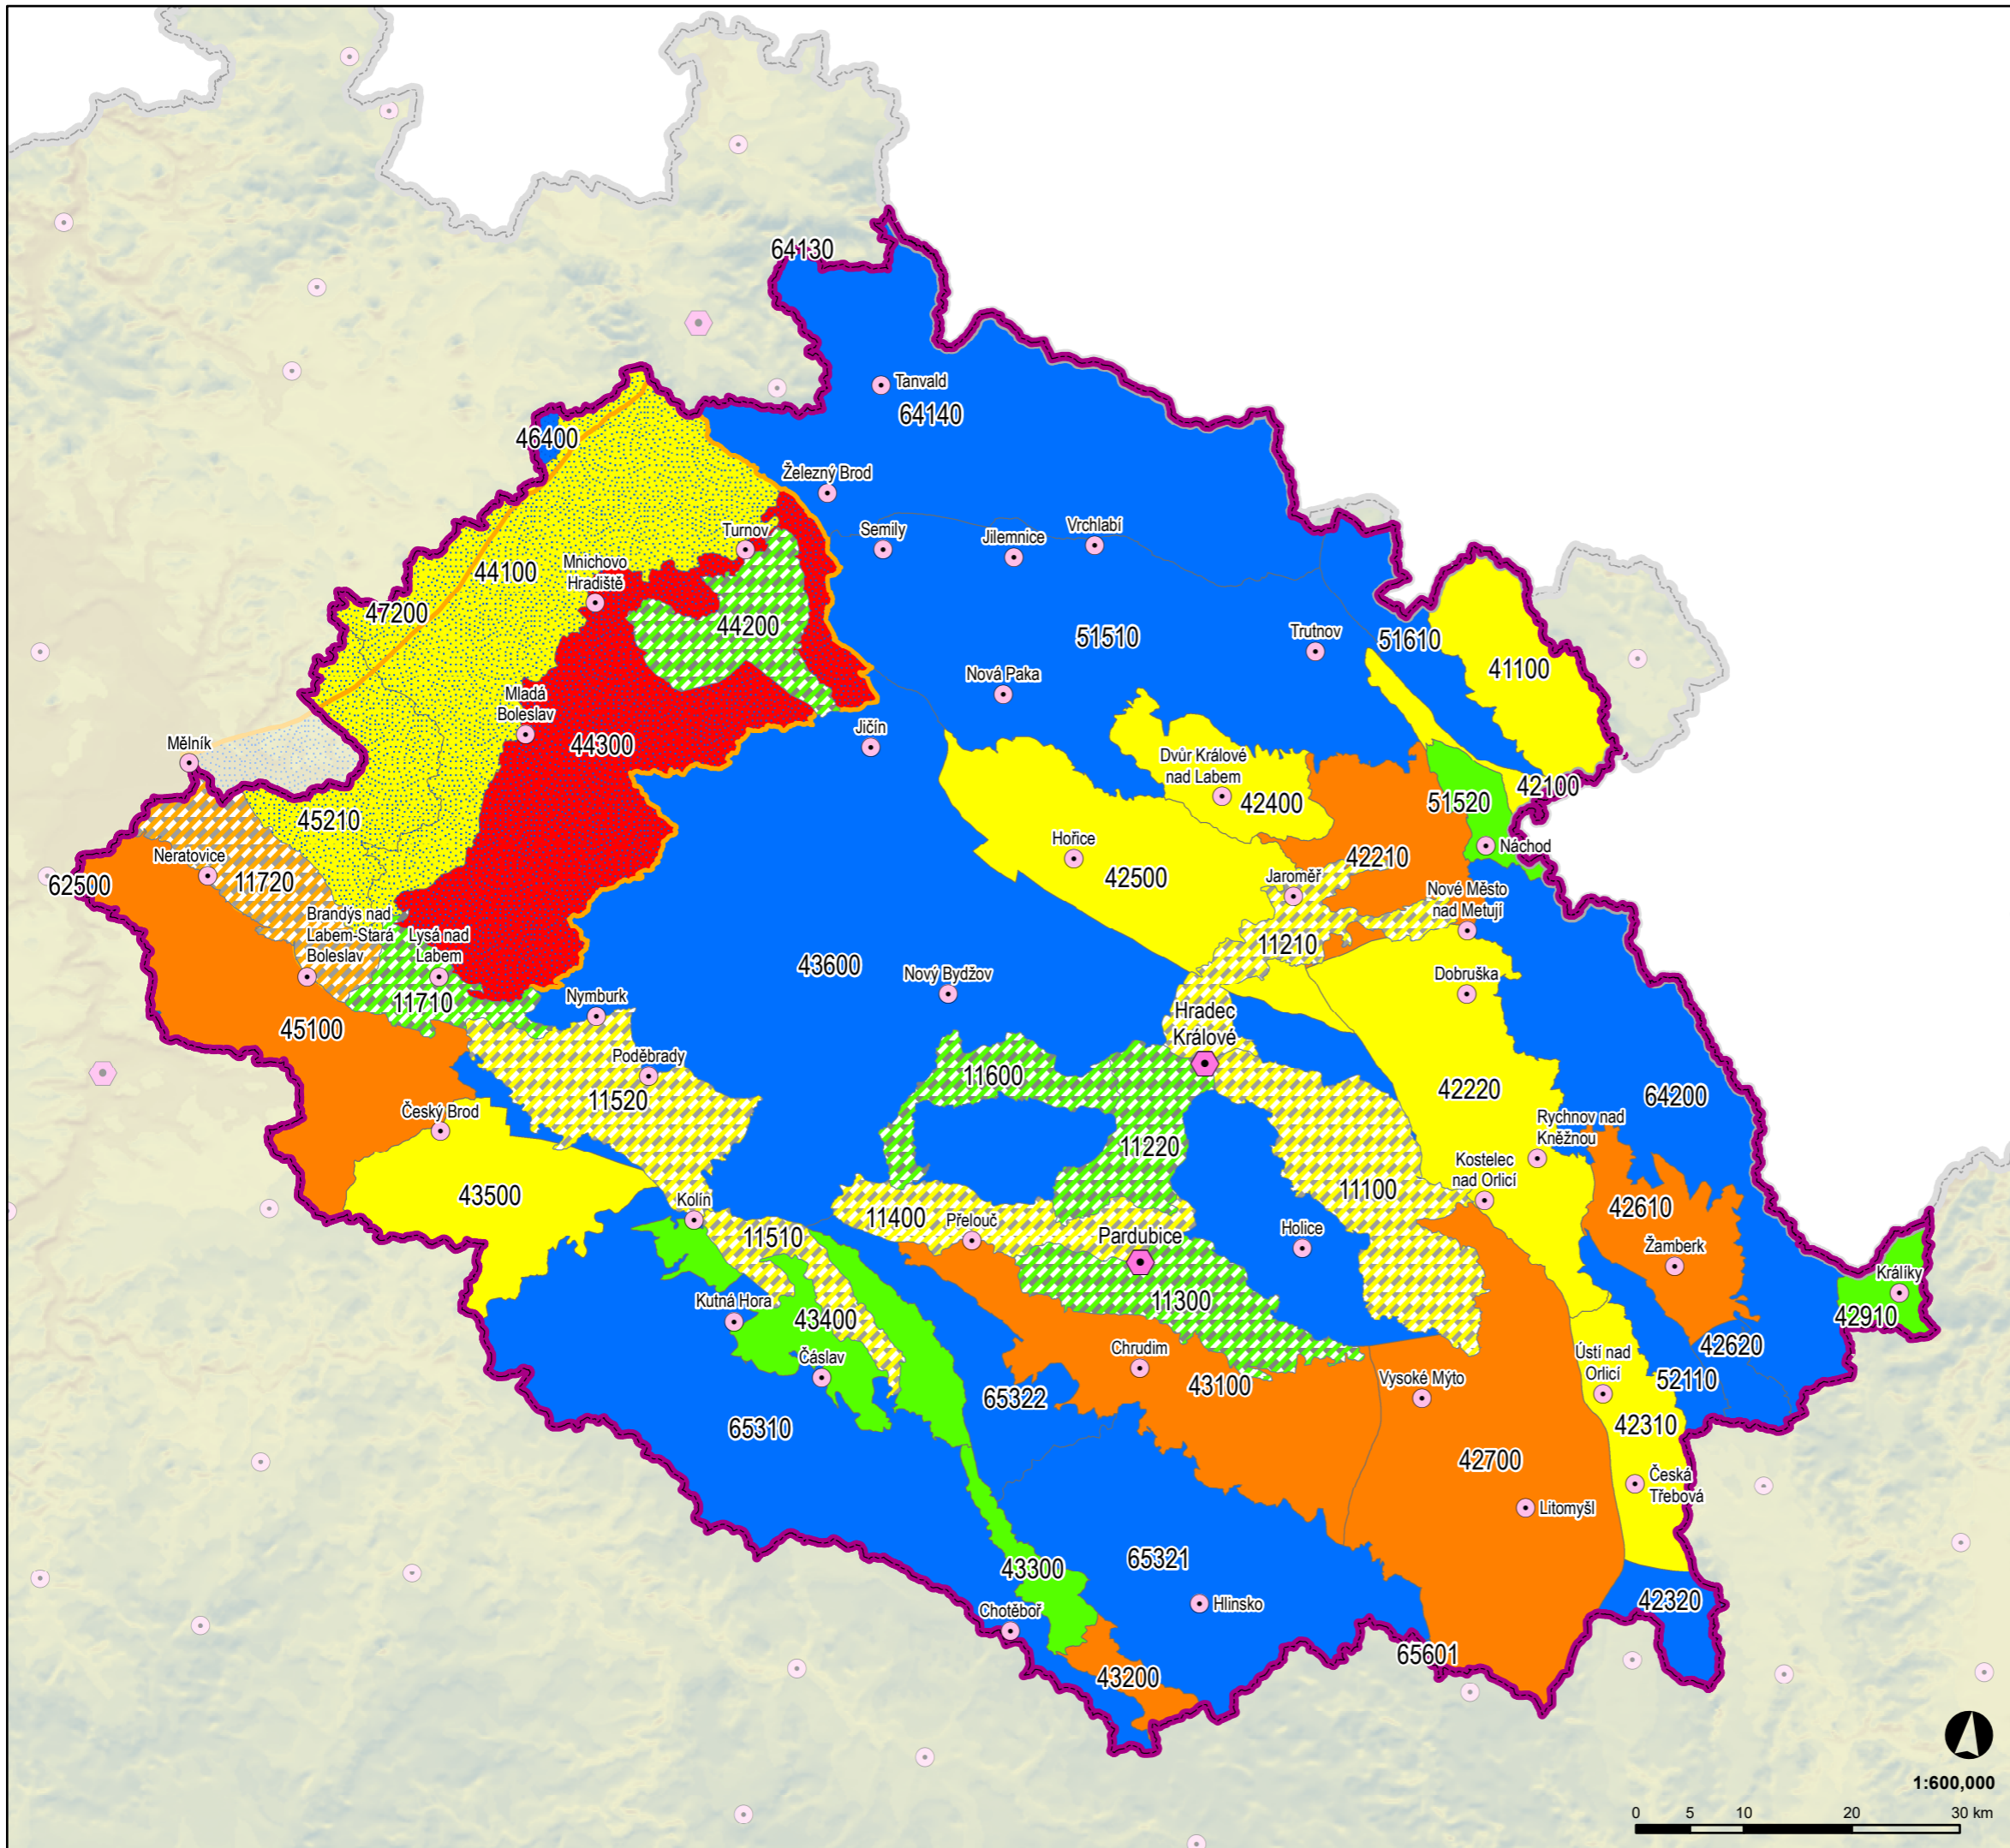 64130
Tanvald
64140
46400
Železný Brod
Turnov
Semily
Jilemnice
Vrchlabí
Mnichovo
Hradiště
44100
47200
44200
51510
Trutnov
51610
41100
Nová Paka
Mladá
Boleslav
44300
Jičín
Mělník
Dvůr Králové
nad Labem
42400
42100
51520
45210
Náchod
Hořice
42500
42210
Neratovice
62500
11720
Jaroměř
Nové Město
nad Metují
Brandýs nad
Labem-Stará
Boleslav
Lysá nad
Labem
11210
43600
Nový Bydžov
Dobruška
11710
Nymburk
Hradec
Králové
45100
Poděbrady
11600
11520
42220
64200
Český Brod
Rychnov nad
Kněžnou
11220
43500
Kostelec
nad Orlicí
11100
Kolín
11400
Přelouč
42610
11510
Pardubice
Holice
Žamberk
Králíky
Kutná Hora
43400
11300
42910
Čáslav
Chrudim
43100
Vysoké Mýto
Ústí nad
Orlicí
42620
52110
65322
65310
42310
42700
Česká
Třebová
Litomyšl
65321
43300
Hlinsko
42320
Chotěboř
65601
43200
1:600,000
0 5 10 20 30 km